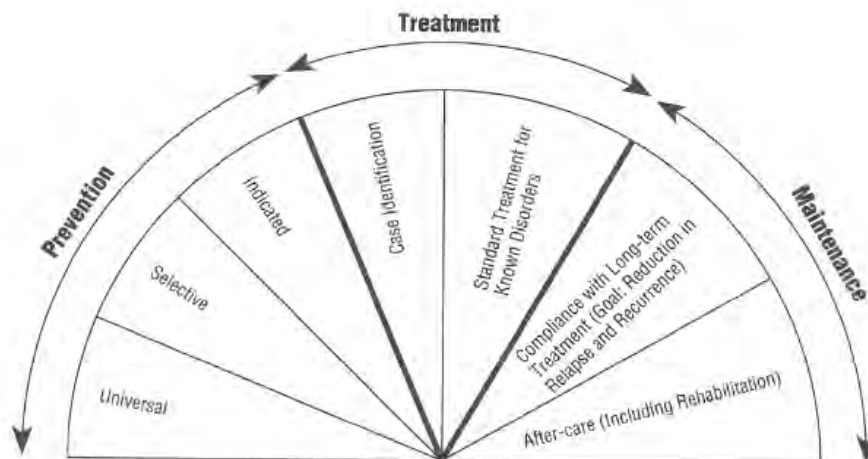 Treatment
Prevention
Maintenance
Universal
Selective
Indicated
Case Identification
Standard Treatment for
Known Disorders
Compliance with Long-term
Treatment (Goal: Reduction in
Relapse and Recurrence)
After-care (Including Rehabilitation)